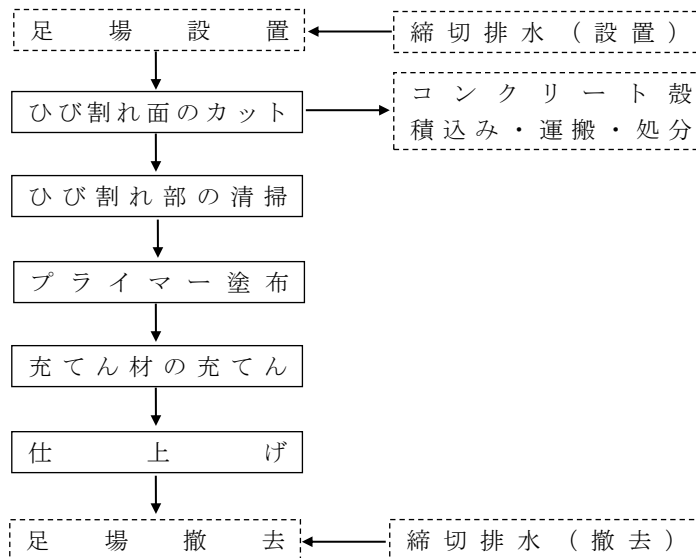 足場設置
締切排水（設置）
ひび割れ面のカット
コンクリート殻
積込み・運搬・処分
ひび割れ部の清掃
プライマー塗布
充てん材の充てん
仕上げ
足場撤去
締切排水（撤去）